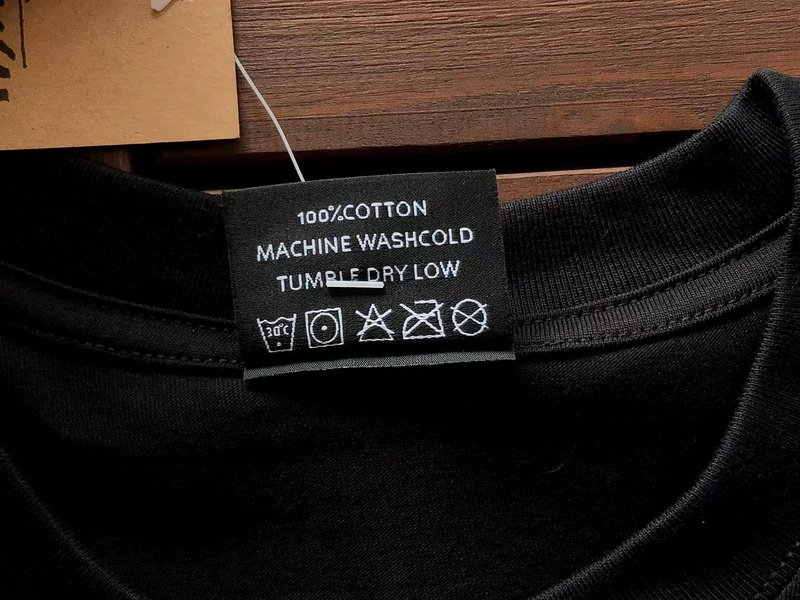 100%COTTON
MACHINE WASHCOLD
TUMBLE DRY LOW
30°C